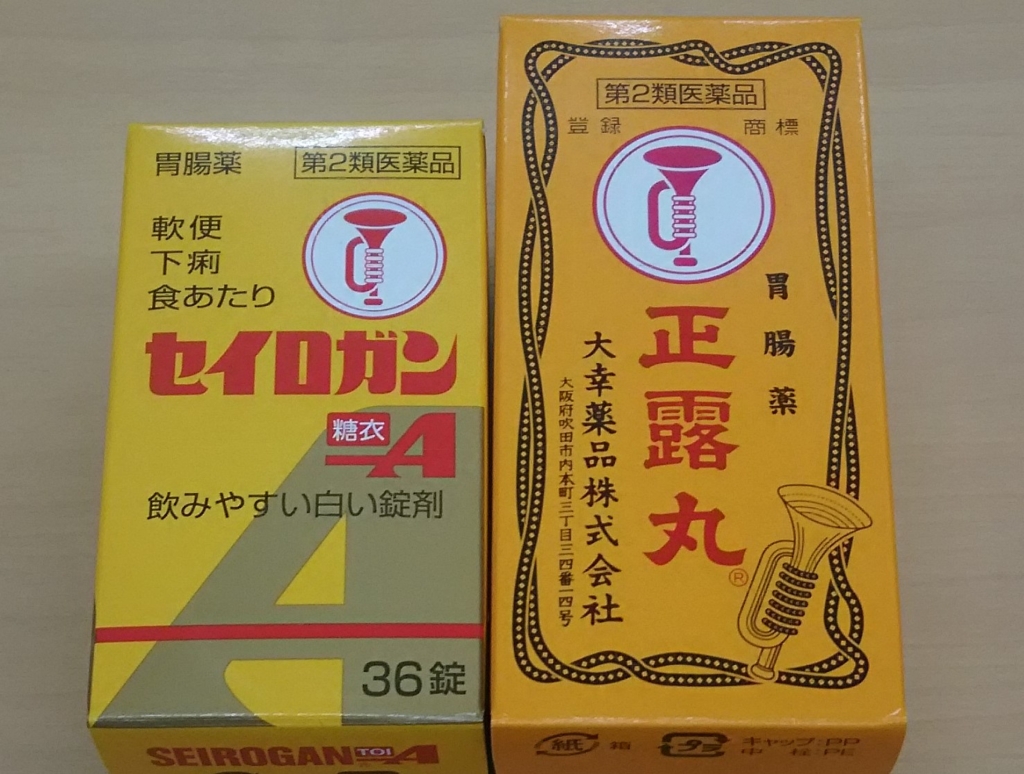 胃腸薬
第2類医薬品
軟便
下痢
食あたり
セイロガン
糖衣
A
飲みやすい白い錠剤
36錠
SEIROGAN TOI A
第2類医薬品
登録 商標
胃腸薬
正露丸
®
大幸薬品株式会社
大阪府吹田市内本町三丁目三四番一四号
紙 箱
プラ
キャップ:PP
中 栓:PE